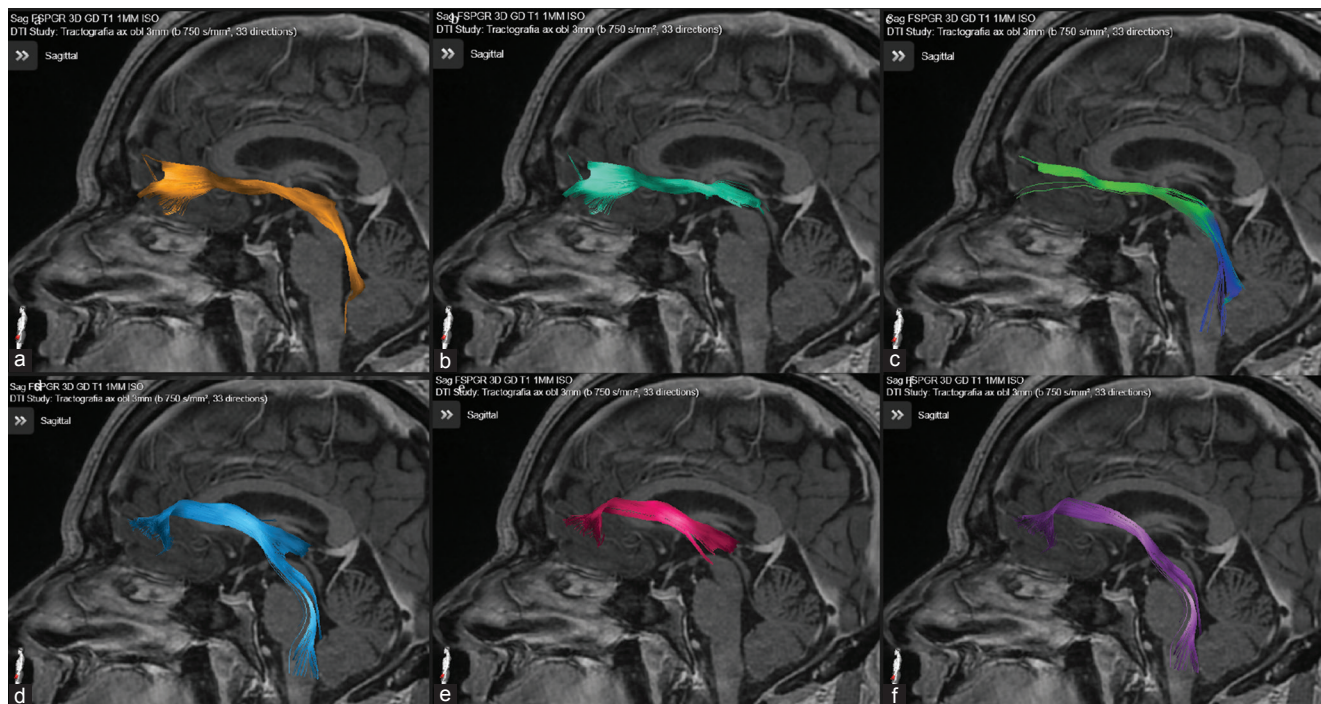 Sag FSPGR 3D GD T1 1MM ISO
a
DTI Study: Tractografia ax obl 3mm (b 750 s/mm², 33 directions)
Sagittal
a
Sag FSPGR 3D GD T1 1MM ISO
b
DTI Study: Tractografia ax obl 3mm (b 750 s/mm², 33 directions)
Sagittal
b
Sag FSPGR 3D GD T1 1MM ISO
c
DTI Study: Tractografia ax obl 3mm (b 750 s/mm², 33 directions)
Sagittal
c
Sag FSPGR 3D GD T1 1MM ISO
d
DTI Study: Tractografia ax obl 3mm (b 750 s/mm², 33 directions)
Sagittal
d
Sag FSPGR 3D GD T1 1MM ISO
e
DTI Study: Tractografia ax obl 3mm (b 750 s/mm², 33 directions)
Sagittal
e
Sag FSPGR 3D GD T1 1MM ISO
f
DTI Study: Tractografia ax obl 3mm (b 750 s/mm², 33 directions)
Sagittal
f